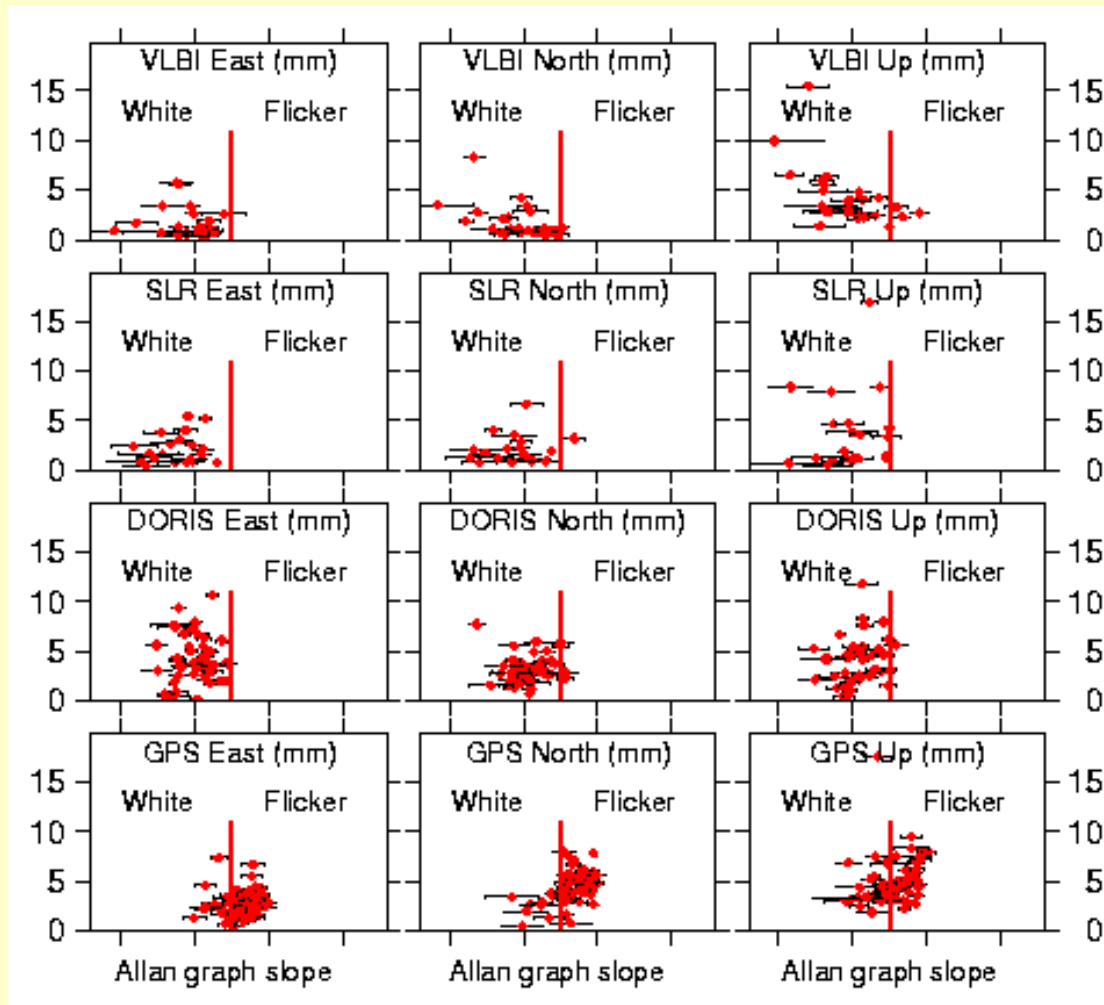 VLBI East (mm) VLBI North (mm) VLBI Up (mm)
15 15
White Flicker White Flicker White Flicker
10 10
5 5
0 0
SLR East (mm) SLR North (mm) SLR Up (mm)
15 15
White Flicker White Flicker White Flicker
10 10
5 5
0 0
DORIS East (mm) DORIS North (mm) DORIS Up (mm)
15 15
White Flicker White Flicker White Flicker
10 10
5 5
0 0
GPS East (mm) GPS North (mm) GPS Up (mm)
15 15
White Flicker White Flicker White Flicker
10 10
5 5
0 0
Allan graph slope Allan graph slope Allan graph slope